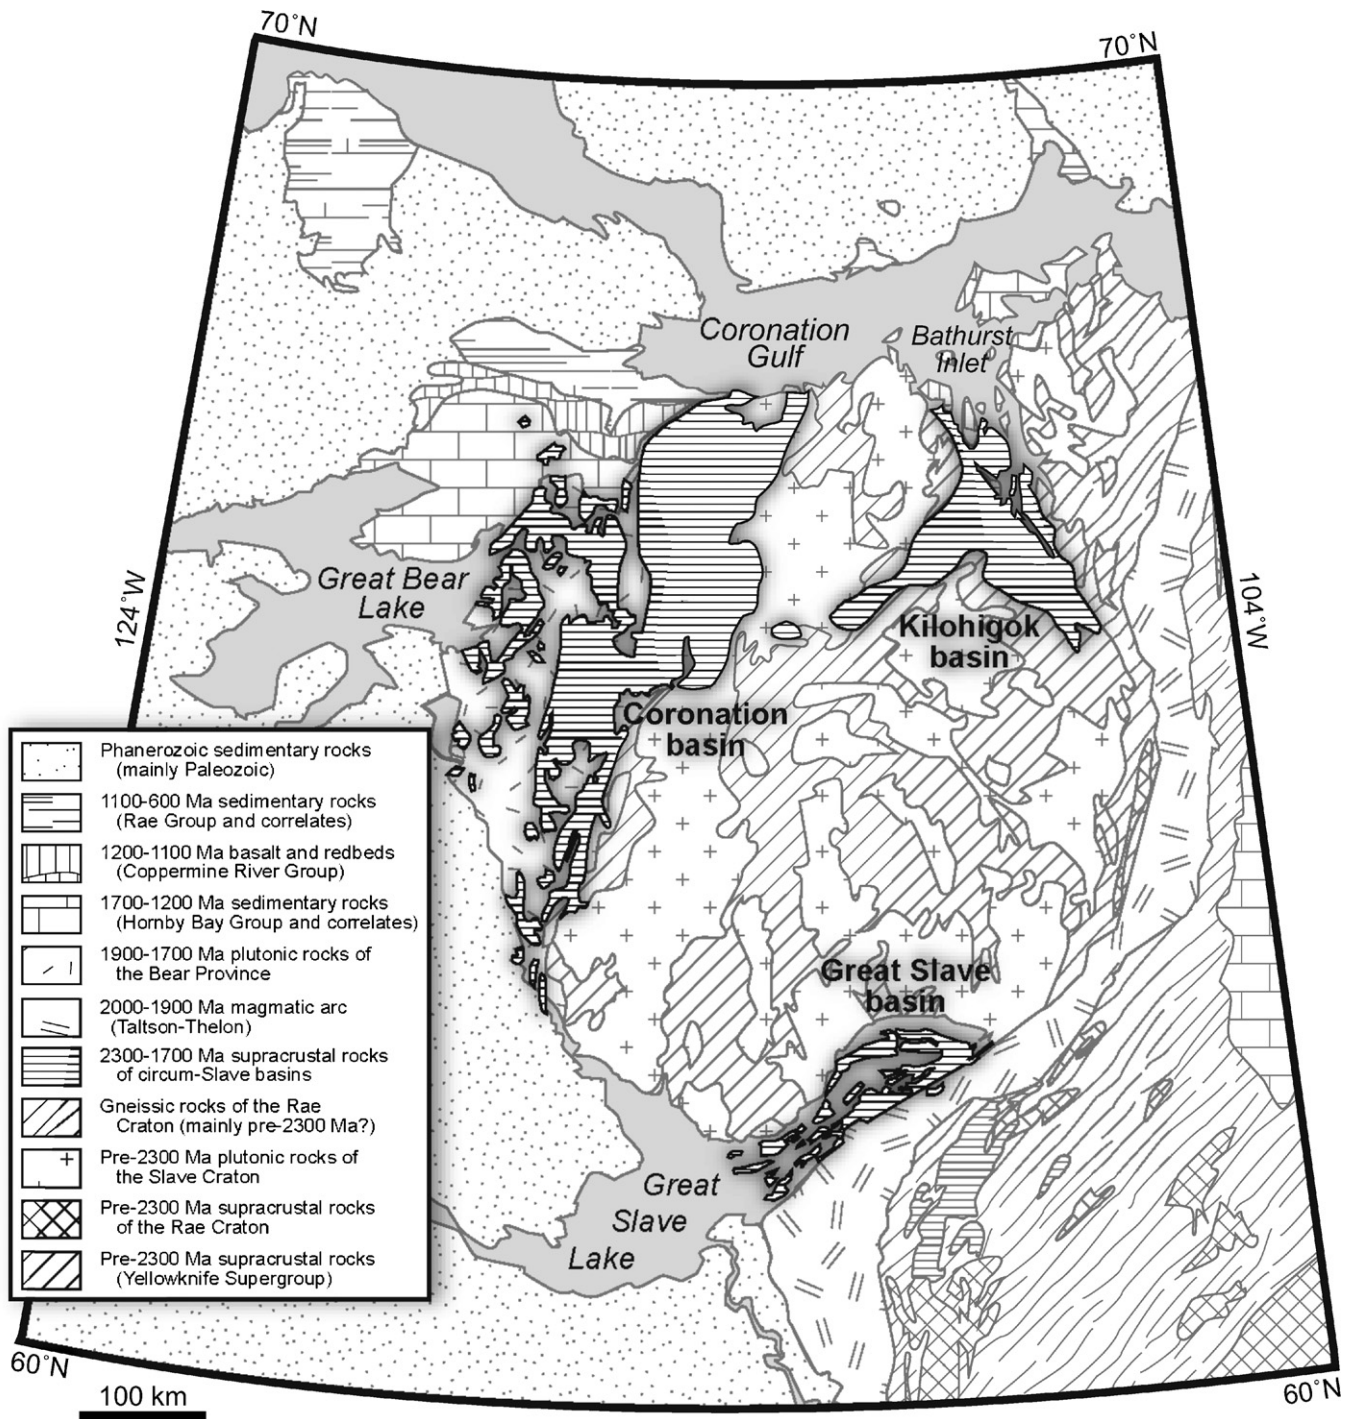 70°N
70°N
Coronation
Gulf
Bathurst
Inlet
Great Bear
Lake
124°W
104°W
Kilohigok
basin
Coronation
basin
Great Slave
basin
Great
Slave
Lake
Phanerozoic sedimentary rocks
(mainly Paleozoic)
1100-600 Ma sedimentary rocks
(Rae Group and correlates)
1200-1100 Ma basalt and redbeds
(Coppermine River Group)
1700-1200 Ma sedimentary rocks
(Hornby Bay Group and correlates)
1900-1700 Ma plutonic rocks of
the Bear Province
2000-1900 Ma magmatic arc
(Taltson-Thelon)
2300-1700 Ma supracrustal rocks
of circum-Slave basins
Gneissic rocks of the Rae
Craton (mainly pre-2300 Ma?)
Pre-2300 Ma plutonic rocks of
the Slave Craton
Pre-2300 Ma supracrustal rocks
of the Rae Craton
Pre-2300 Ma supracrustal rocks
(Yellowknife Supergroup)
60°N
60°N
100 km